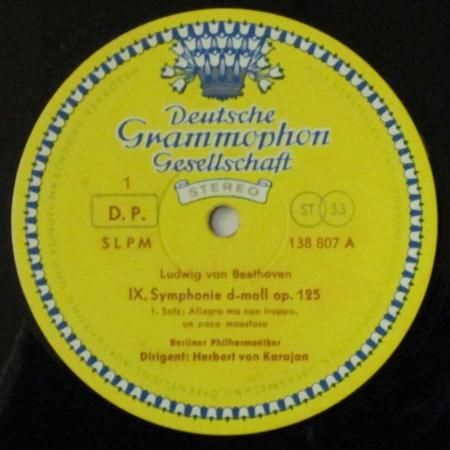 Deutsche
Grammophon
Gesellschaft
STEREO
1
D. P.
ST 33
SLPM
138 807 A
Ludwig van Beethoven
IX. Symphonie d-moll op. 125
1. Satz: Allegro ma non troppo,
un poco maestoso
Berliner Philharmoniker
Dirigent: Herbert von Karajan